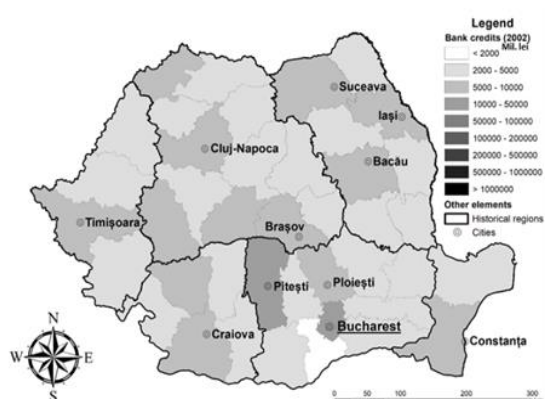 Legend
Bank credits (2002)
Mil. lei
< 2000
2000 - 5000
5000 - 10000
10000 - 50000
50000 - 100000
100000 - 200000
200000 - 500000
500000 - 1000000
> 1000000
Other elements
Historical regions
Cities
Suceava
Iași
Cluj-Napoca
Bacău
Timișoara
Brașov
Pitești
Ploiești
Bucharest
Craiova
Constanța
N
W E
S
0 100 200 300